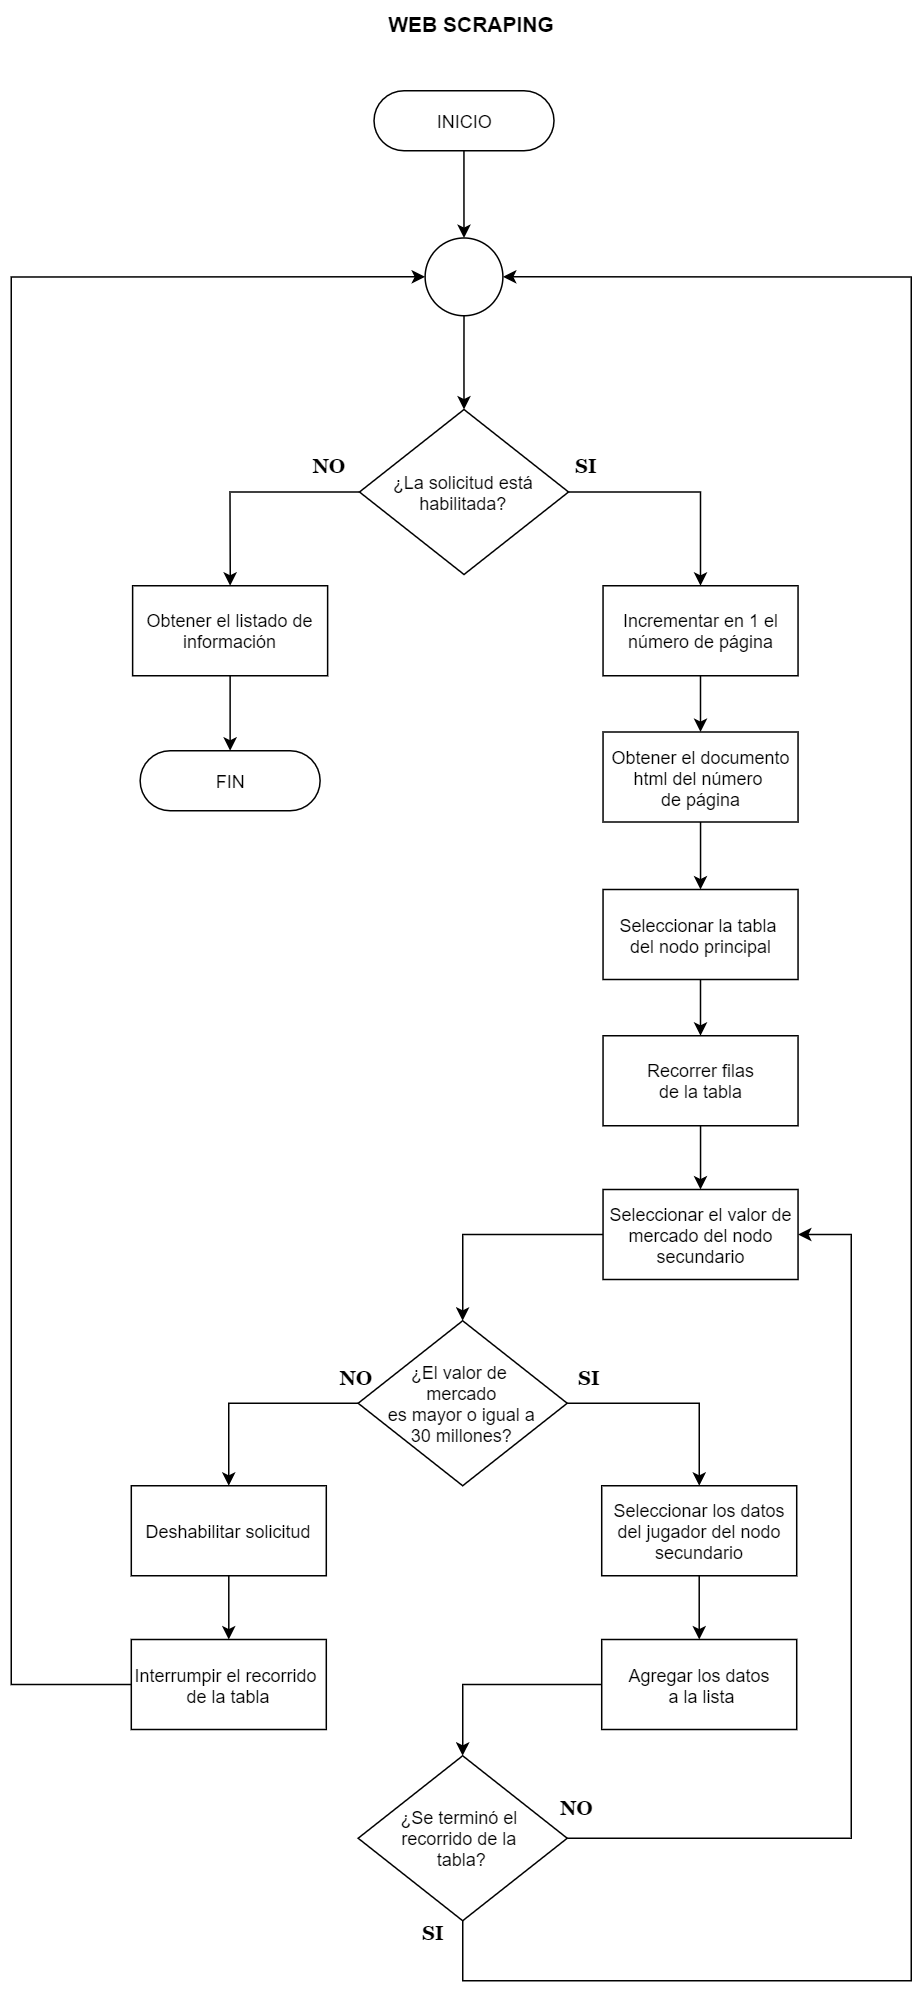 WEB SCRAPING
INICIO
¿La solicitud está
habilitada?
NO
SI
Obtener el listado de
información
FIN
Incrementar en 1 el
número de página
Obtener el documento
html del número
de página
Seleccionar la tabla
del nodo principal
Recorrer filas
de la tabla
Seleccionar el valor de
mercado del nodo
secundario
¿El valor de
mercado
es mayor o igual a
30 millones?
NO
SI
Deshabilitar solicitud
Interrumpir el recorrido
de la tabla
Seleccionar los datos
del jugador del nodo
secundario
Agregar los datos
a la lista
¿Se terminó el
recorrido de la
tabla?
NO
SI